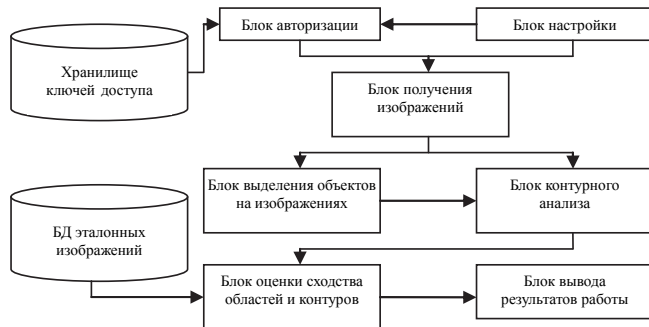 Блок авторизации
Блок настройки
Хранилище
ключей доступа
Блок получения
изображений
Блок выделения объектов
на изображениях
Блок контурного
анализа
БД эталонных
изображений
Блок оценки сходства
областей и контуров
Блок вывода
результатов работы